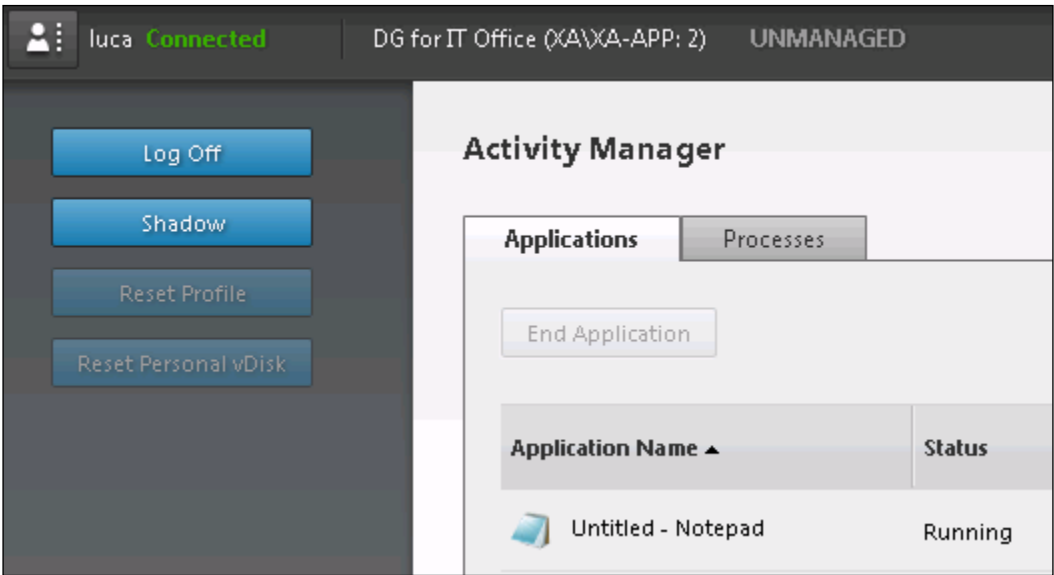 luca Connected DG for IT Office (XA\XA-APP: 2) UNMANAGED
Log Off
Shadow
Reset Profile
Reset Personal vDisk
Activity Manager
Applications Processes
End Application
Application Name Status
Untitled - Notepad Running